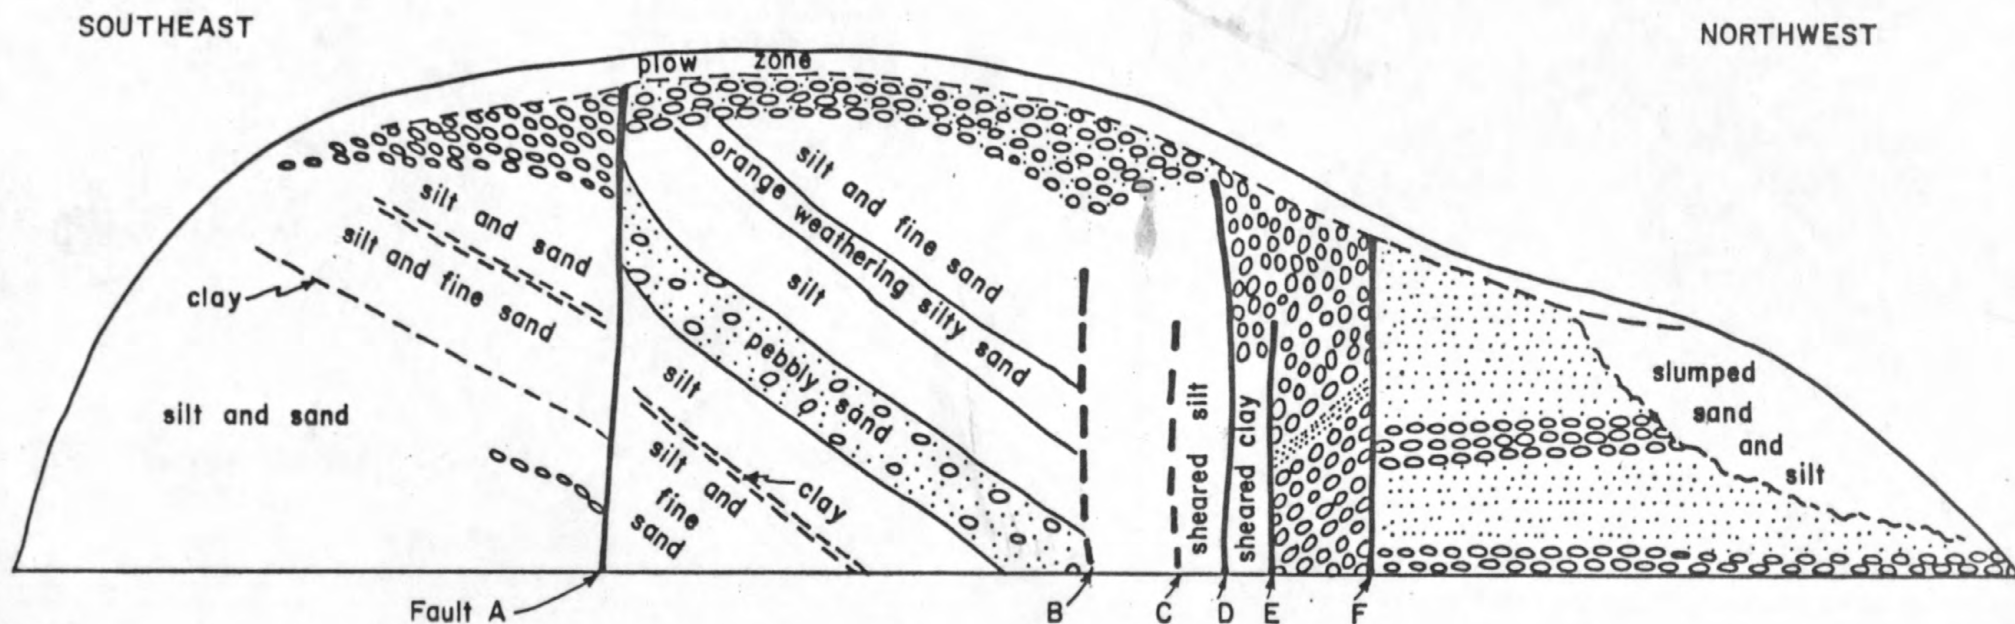 SOUTHEAST
NORTHWEST
plow zone
silt and sand
silt and fine sand
clay
silt and sand
silt and fine sand
orange weathering silty sand
silt
pebbly sand
silt
clay
silt and
fine
sand
sheared silt
sheared clay
slumped
sand
and
silt
Fault A
B
C
D
E
F